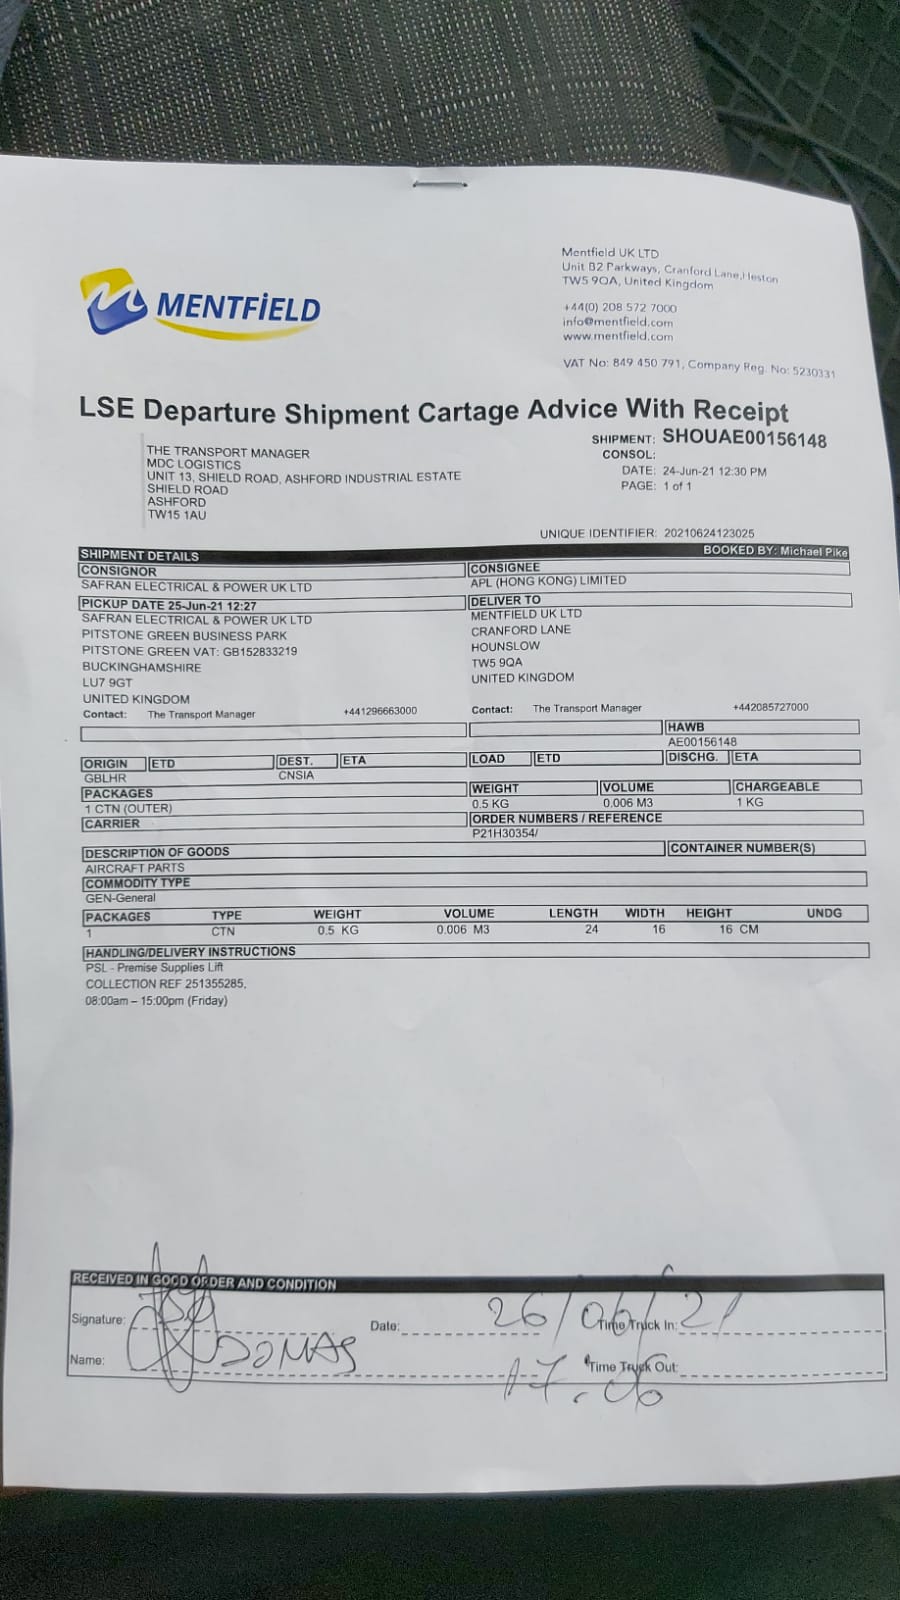 MENTFiELD
Mentfield UK LTD
Unit B2 Parkways, Cranford Lane,Heston
TW5 9QA, United Kingdom
+44(0) 208 572 7000
info@mentfield.com
www.mentfield.com
VAT No: 849 450 791, Company Reg. No: 5230331
LSE Departure Shipment Cartage Advice With Receipt
THE TRANSPORT MANAGER
MDC LOGISTICS
UNIT 13, SHIELD ROAD, ASHFORD INDUSTRIAL ESTATE
SHIELD ROAD
ASHFORD
TW15 1AU
SHIPMENT: SHOUAE00156148
CONSOL:
DATE: 24-Jun-21 12:30 PM
PAGE: 1 of 1
UNIQUE IDENTIFIER: 20210624123025
SHIPMENT DETAILS BOOKED BY: Michael Pike
CONSIGNOR
SAFRAN ELECTRICAL & POWER UK LTD
PICKUP DATE 25-Jun-21 12:27
SAFRAN ELECTRICAL & POWER UK LTD
PITSTONE GREEN BUSINESS PARK
PITSTONE GREEN VAT: GB152833219
BUCKINGHAMSHIRE
LU7 9GT
UNITED KINGDOM
Contact: The Transport Manager +441296663000
CONSIGNEE
APL (HONG KONG) LIMITED
DELIVER TO
MENTFIELD UK LTD
CRANFORD LANE
HOUNSLOW
TW5 9QA
UNITED KINGDOM
Contact: The Transport Manager +442085727000
HAWB
AE00156148
ORIGIN ETD DEST. ETA LOAD ETD DISCHG. ETA
GBLHR CNSIA
PACKAGES WEIGHT VOLUME CHARGEABLE
1 CTN (OUTER) 0.5 KG 0.006 M3 1 KG
CARRIER ORDER NUMBERS / REFERENCE
P21H30354/
DESCRIPTION OF GOODS CONTAINER NUMBER(S)
AIRCRAFT PARTS
COMMODITY TYPE
GEN-General
PACKAGES TYPE WEIGHT VOLUME LENGTH WIDTH HEIGHT UNDG
1 CTN 0.5 KG 0.006 M3 24 16 16 CM
HANDLING/DELIVERY INSTRUCTIONS
PSL - Premise Supplies Lift
COLLECTION REF 251355285,
08:00am – 15:00pm (Friday)
RECEIVED IN GOOD ORDER AND CONDITION
Signature: Date: 26/06/21 Time Truck In:
Name: DOMAS 17.06 Time Truck Out: